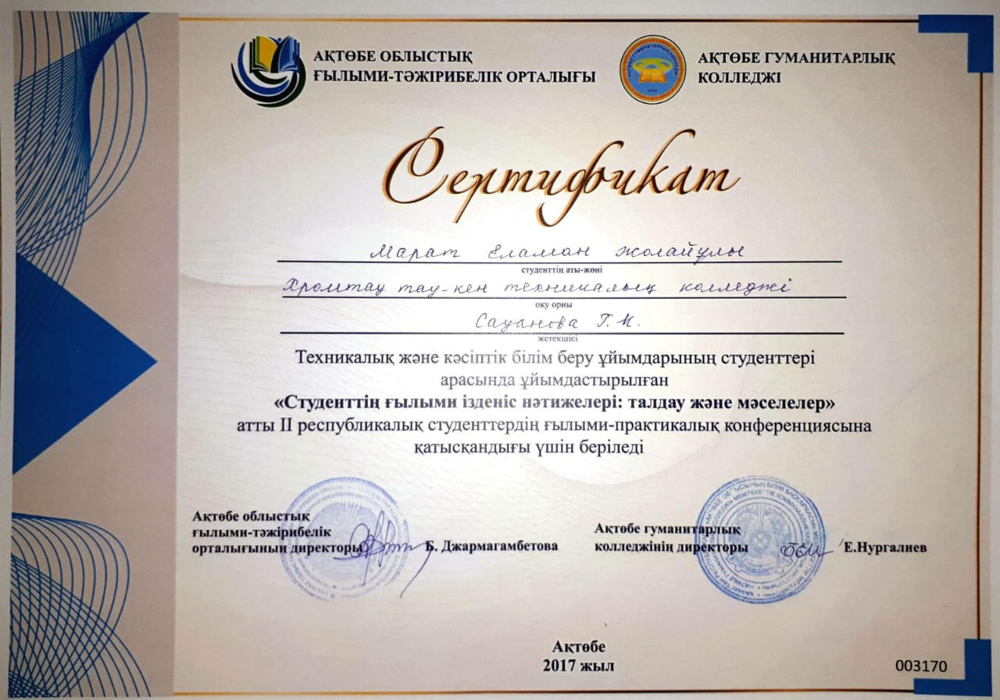 АҚТӨБЕ ОБЛЫСТЫҚ
ҒЫЛЫМИ-ТӘЖІРИБЕЛІК ОРТАЛЫҒЫ
АҚТӨБЕ ГУМАНИТАРЛЫҚ
КОЛЛЕДЖІ
Сертификат
Марат Еламан Жолайұлы
студенттің аты-жөні
Хромтау тау-кен техникалық колледжі
оқу орны
Сауанова Г.К.
жетекшісі
Техникалық және кәсіптік білім беру ұйымдарының студенттері
арасында ұйымдастырылған
«Студенттің ғылыми ізденіс нәтижелері: талдау және мәселелер»
атты II республикалық студенттердің ғылыми-практикалық конференциясына
қатысқандығы үшін беріледі
Ақтөбе облыстық
ғылыми-тәжірибелік
орталығының директоры Б. Джармагамбетова
Ақтөбе гуманитарлық
колледжінің директоры Е.Нургалиев
Ақтөбе
2017 жыл
003170